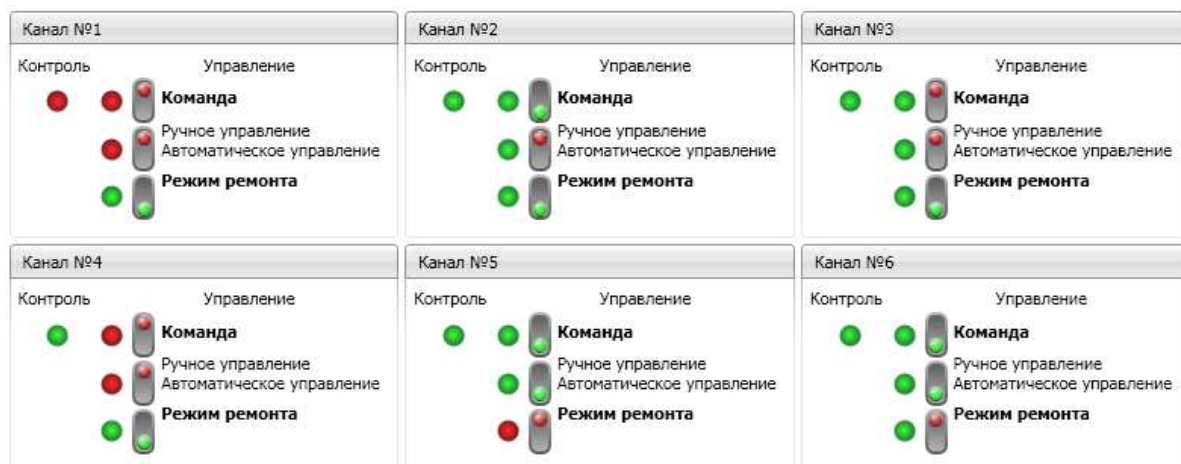 Канал №1
Контроль Управление
Команда
Ручное управление
Автоматическое управление
Режим ремонта
Канал №2
Контроль Управление
Команда
Ручное управление
Автоматическое управление
Режим ремонта
Канал №3
Контроль Управление
Команда
Ручное управление
Автоматическое управление
Режим ремонта
Канал №4
Контроль Управление
Команда
Ручное управление
Автоматическое управление
Режим ремонта
Канал №5
Контроль Управление
Команда
Ручное управление
Автоматическое управление
Режим ремонта
Канал №6
Контроль Управление
Команда
Ручное управление
Автоматическое управление
Режим ремонта